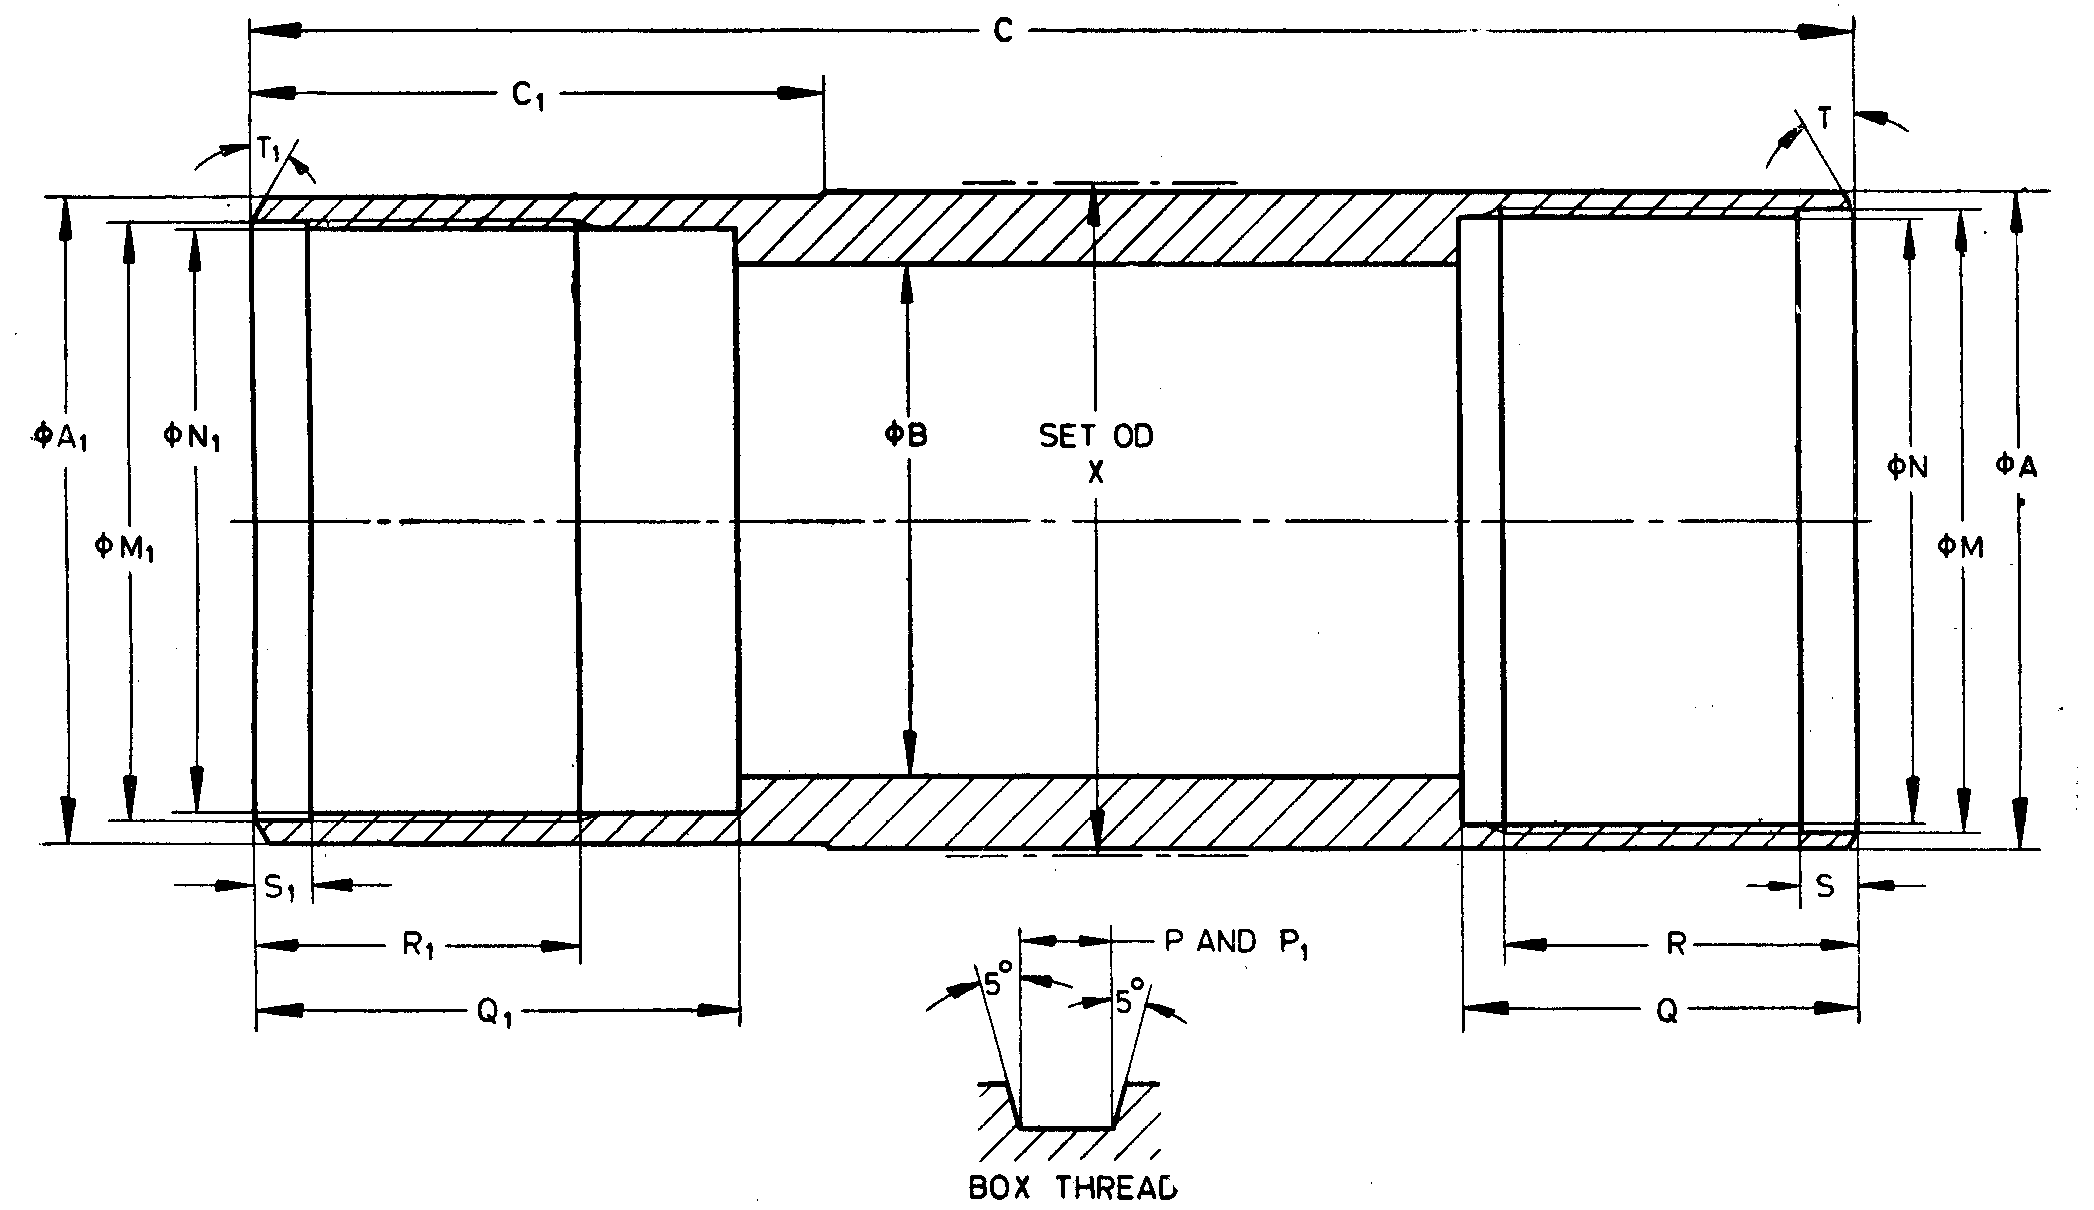 C
C₁
T₁
T
ΦA₁
ΦN₁
ΦB
SET OD
X
ΦN
ΦA
ΦM₁
ΦM
S₁
S
R₁
P AND P₁
R
5°
5°
Q₁
Q
BOX THREAD